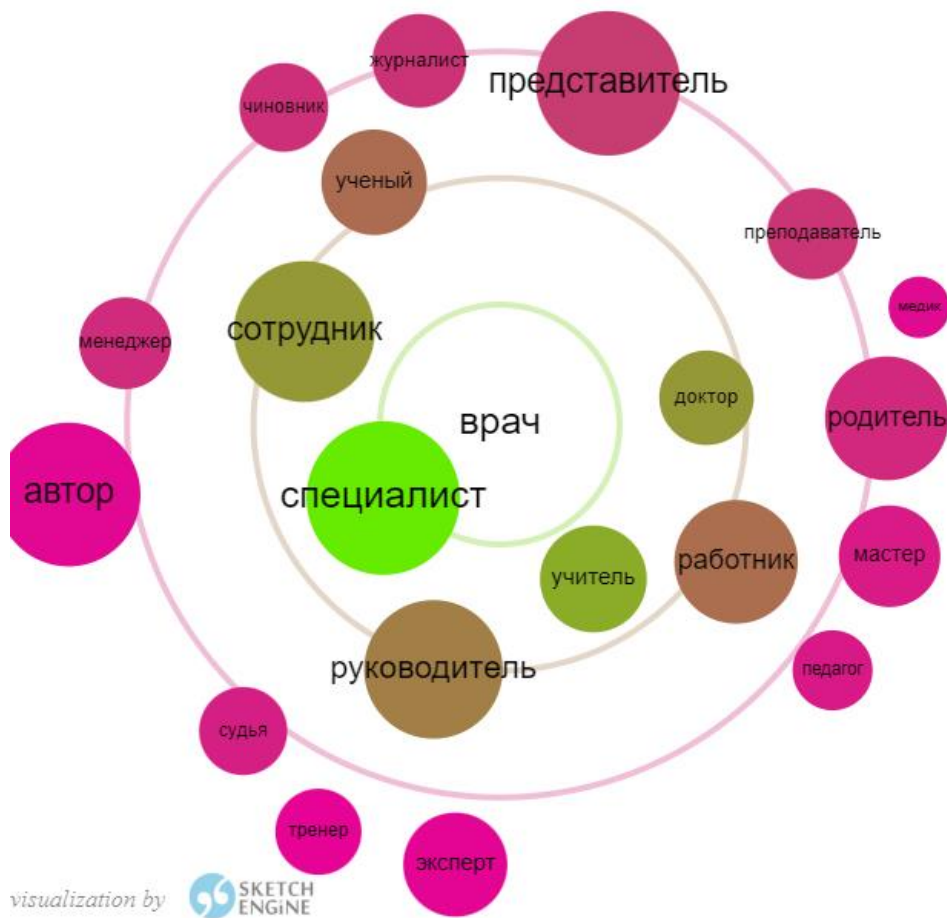 журналист
представитель
чиновник
ученый
преподаватель
медик
сотрудник
менеджер
доктор
родитель
врач
автор
специалист
мастер
работник
учитель
руководитель
педагог
судья
тренер
эксперт
visualization by SKETCH
ENGINE